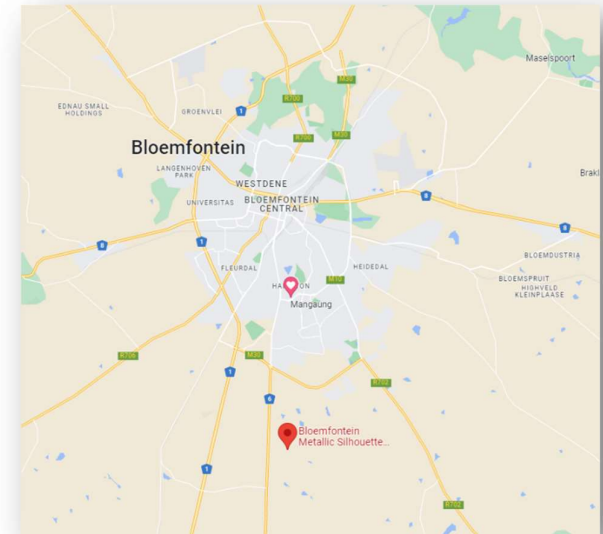 Maselspoort
M30
R700
EDNAU SMALL
HOLDINGS
GROENVLEI
1
R700
M30
Bloemfontein
LANGENHOVEN
PARK
Brakl
WESTDENE
UNIVERSITAS
BLOEMFONTEIN
CENTRAL
8
8
1
8
BLOEMDUSTRIA
FLEURDAL
HEIDEDAL
M10
BLOEMSPRUIT
HIGHVELD
KLEINPLAASE
Mangaung
R706
M30
1
R702
6
Bloemfontein
Metallic Silhouette...
1
R702